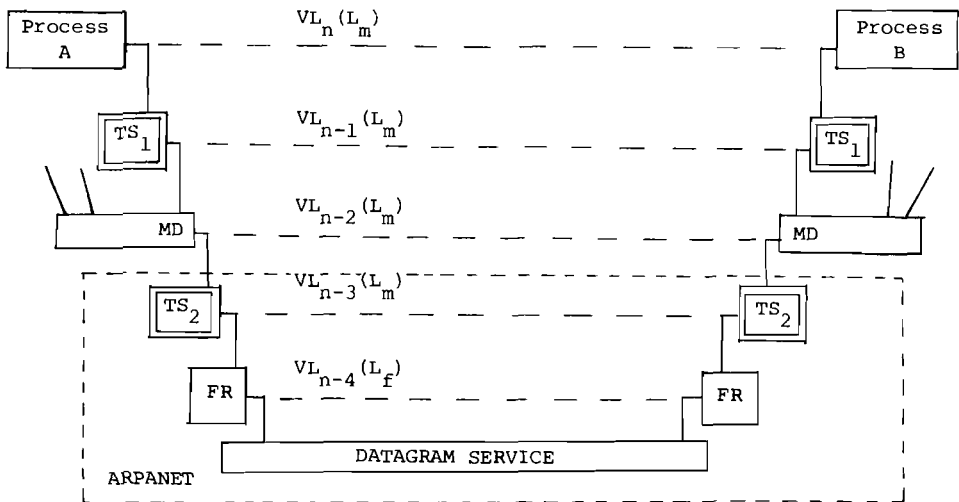 Process A
VLₙ(Lₘ)
Process B
TS₁
VLₙ₋₁(Lₘ)
TS₁
MD
VLₙ₋₂(Lₘ)
MD
TS₂
VLₙ₋₃(Lₘ)
TS₂
FR
VLₙ₋₄(L_f)
FR
DATAGRAM SERVICE
ARPANET